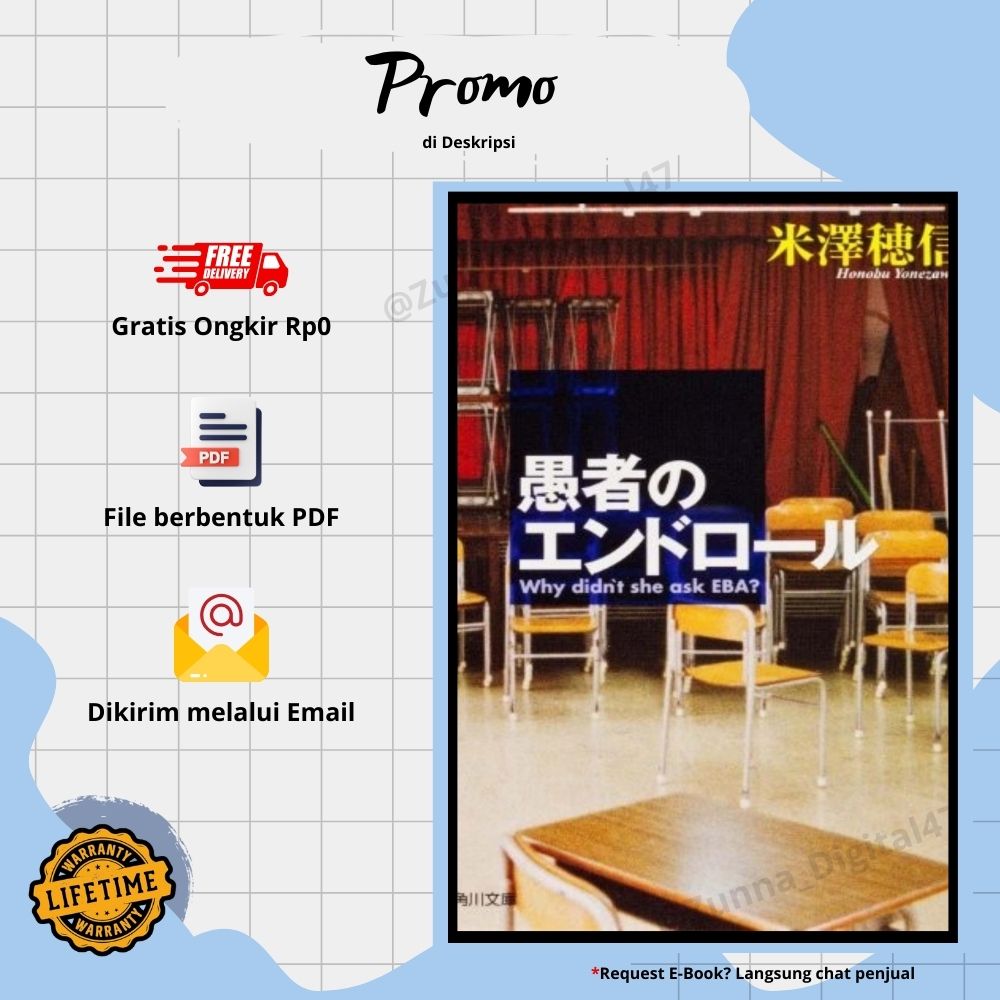 Promo
di Deskripsi
FREE
DELIVERY
Gratis Ongkir Rp0
PDF
File berbentuk PDF
@
Dikirim melalui Email
WARRANTY
LIFETIME
WARRANTY
米澤穂信
Honobu Yonezaw
愚者の
エンドロール
Why didn't she ask EBA?
角川文庫
Zunna_Digital4
*Request E-Book? Langsung chat penjual